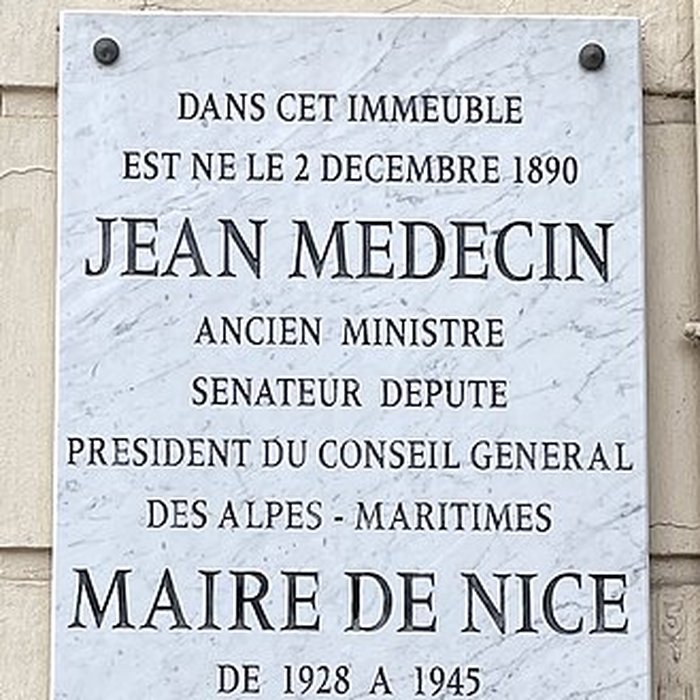 DANS CET IMMEUBLE
EST NE LE 2 DECEMBRE 1890
JEAN MEDECIN
ANCIEN MINISTRE
SENATEUR DEPUTE
PRESIDENT DU CONSEIL GENERAL
DES ALPES - MARITIMES
MAIRE DE NICE
DE 1928 A 1945